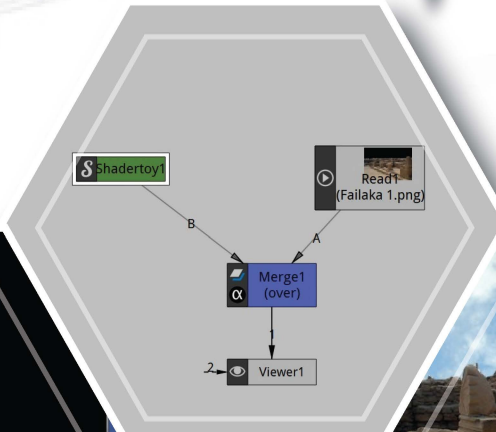 S Shadertoy1
Read1
(Failaka 1.png)
B
A
Merge1
(over)
α
1
2
Viewer1